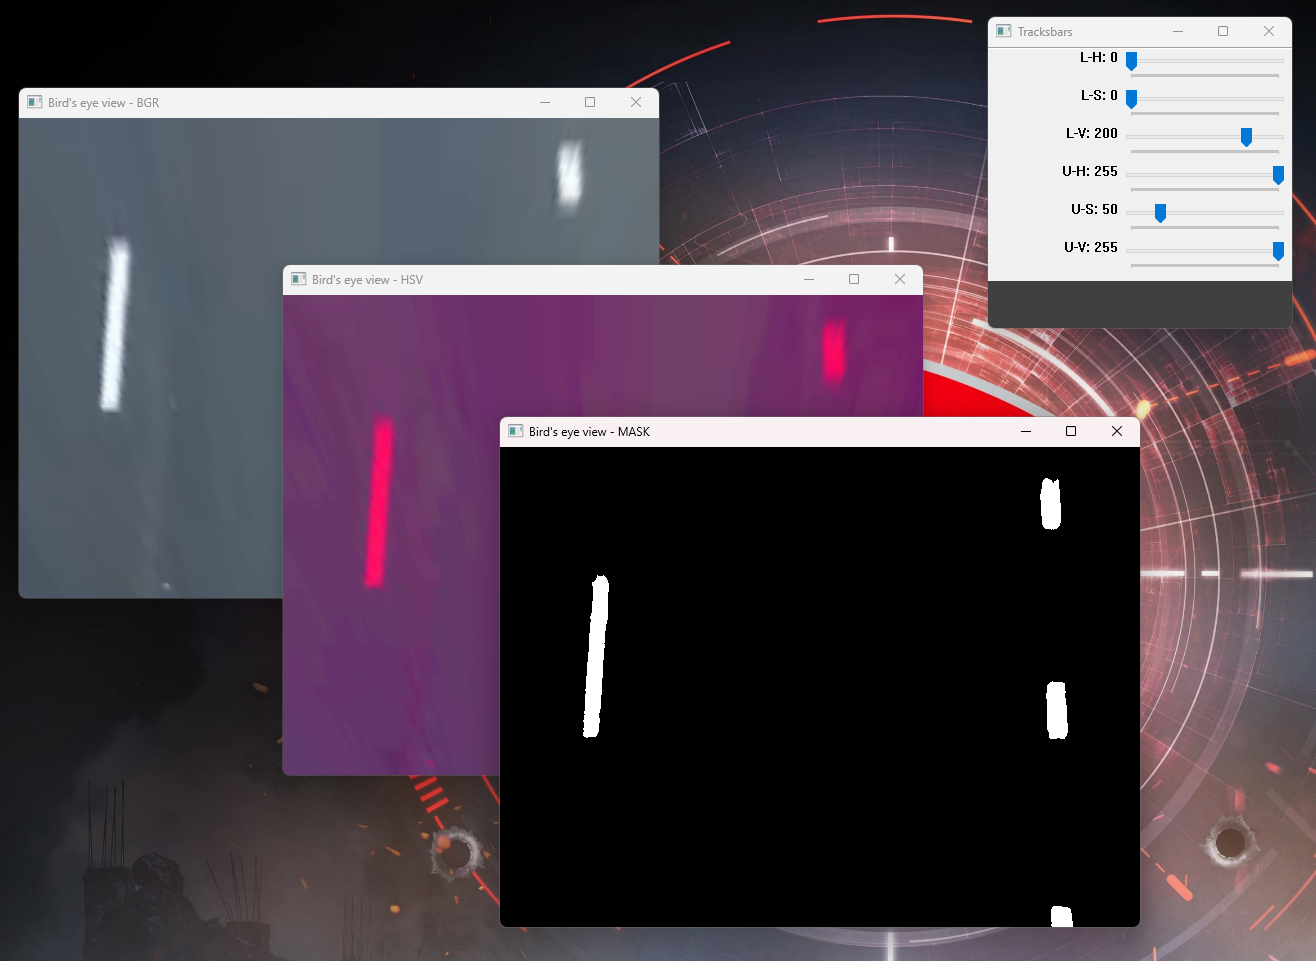 Tracksbars
L-H: 0
L-S: 0
L-V: 200
U-H: 255
U-S: 50
U-V: 255
Bird's eye view - BGR
Bird's eye view - HSV
Bird's eye view - MASK